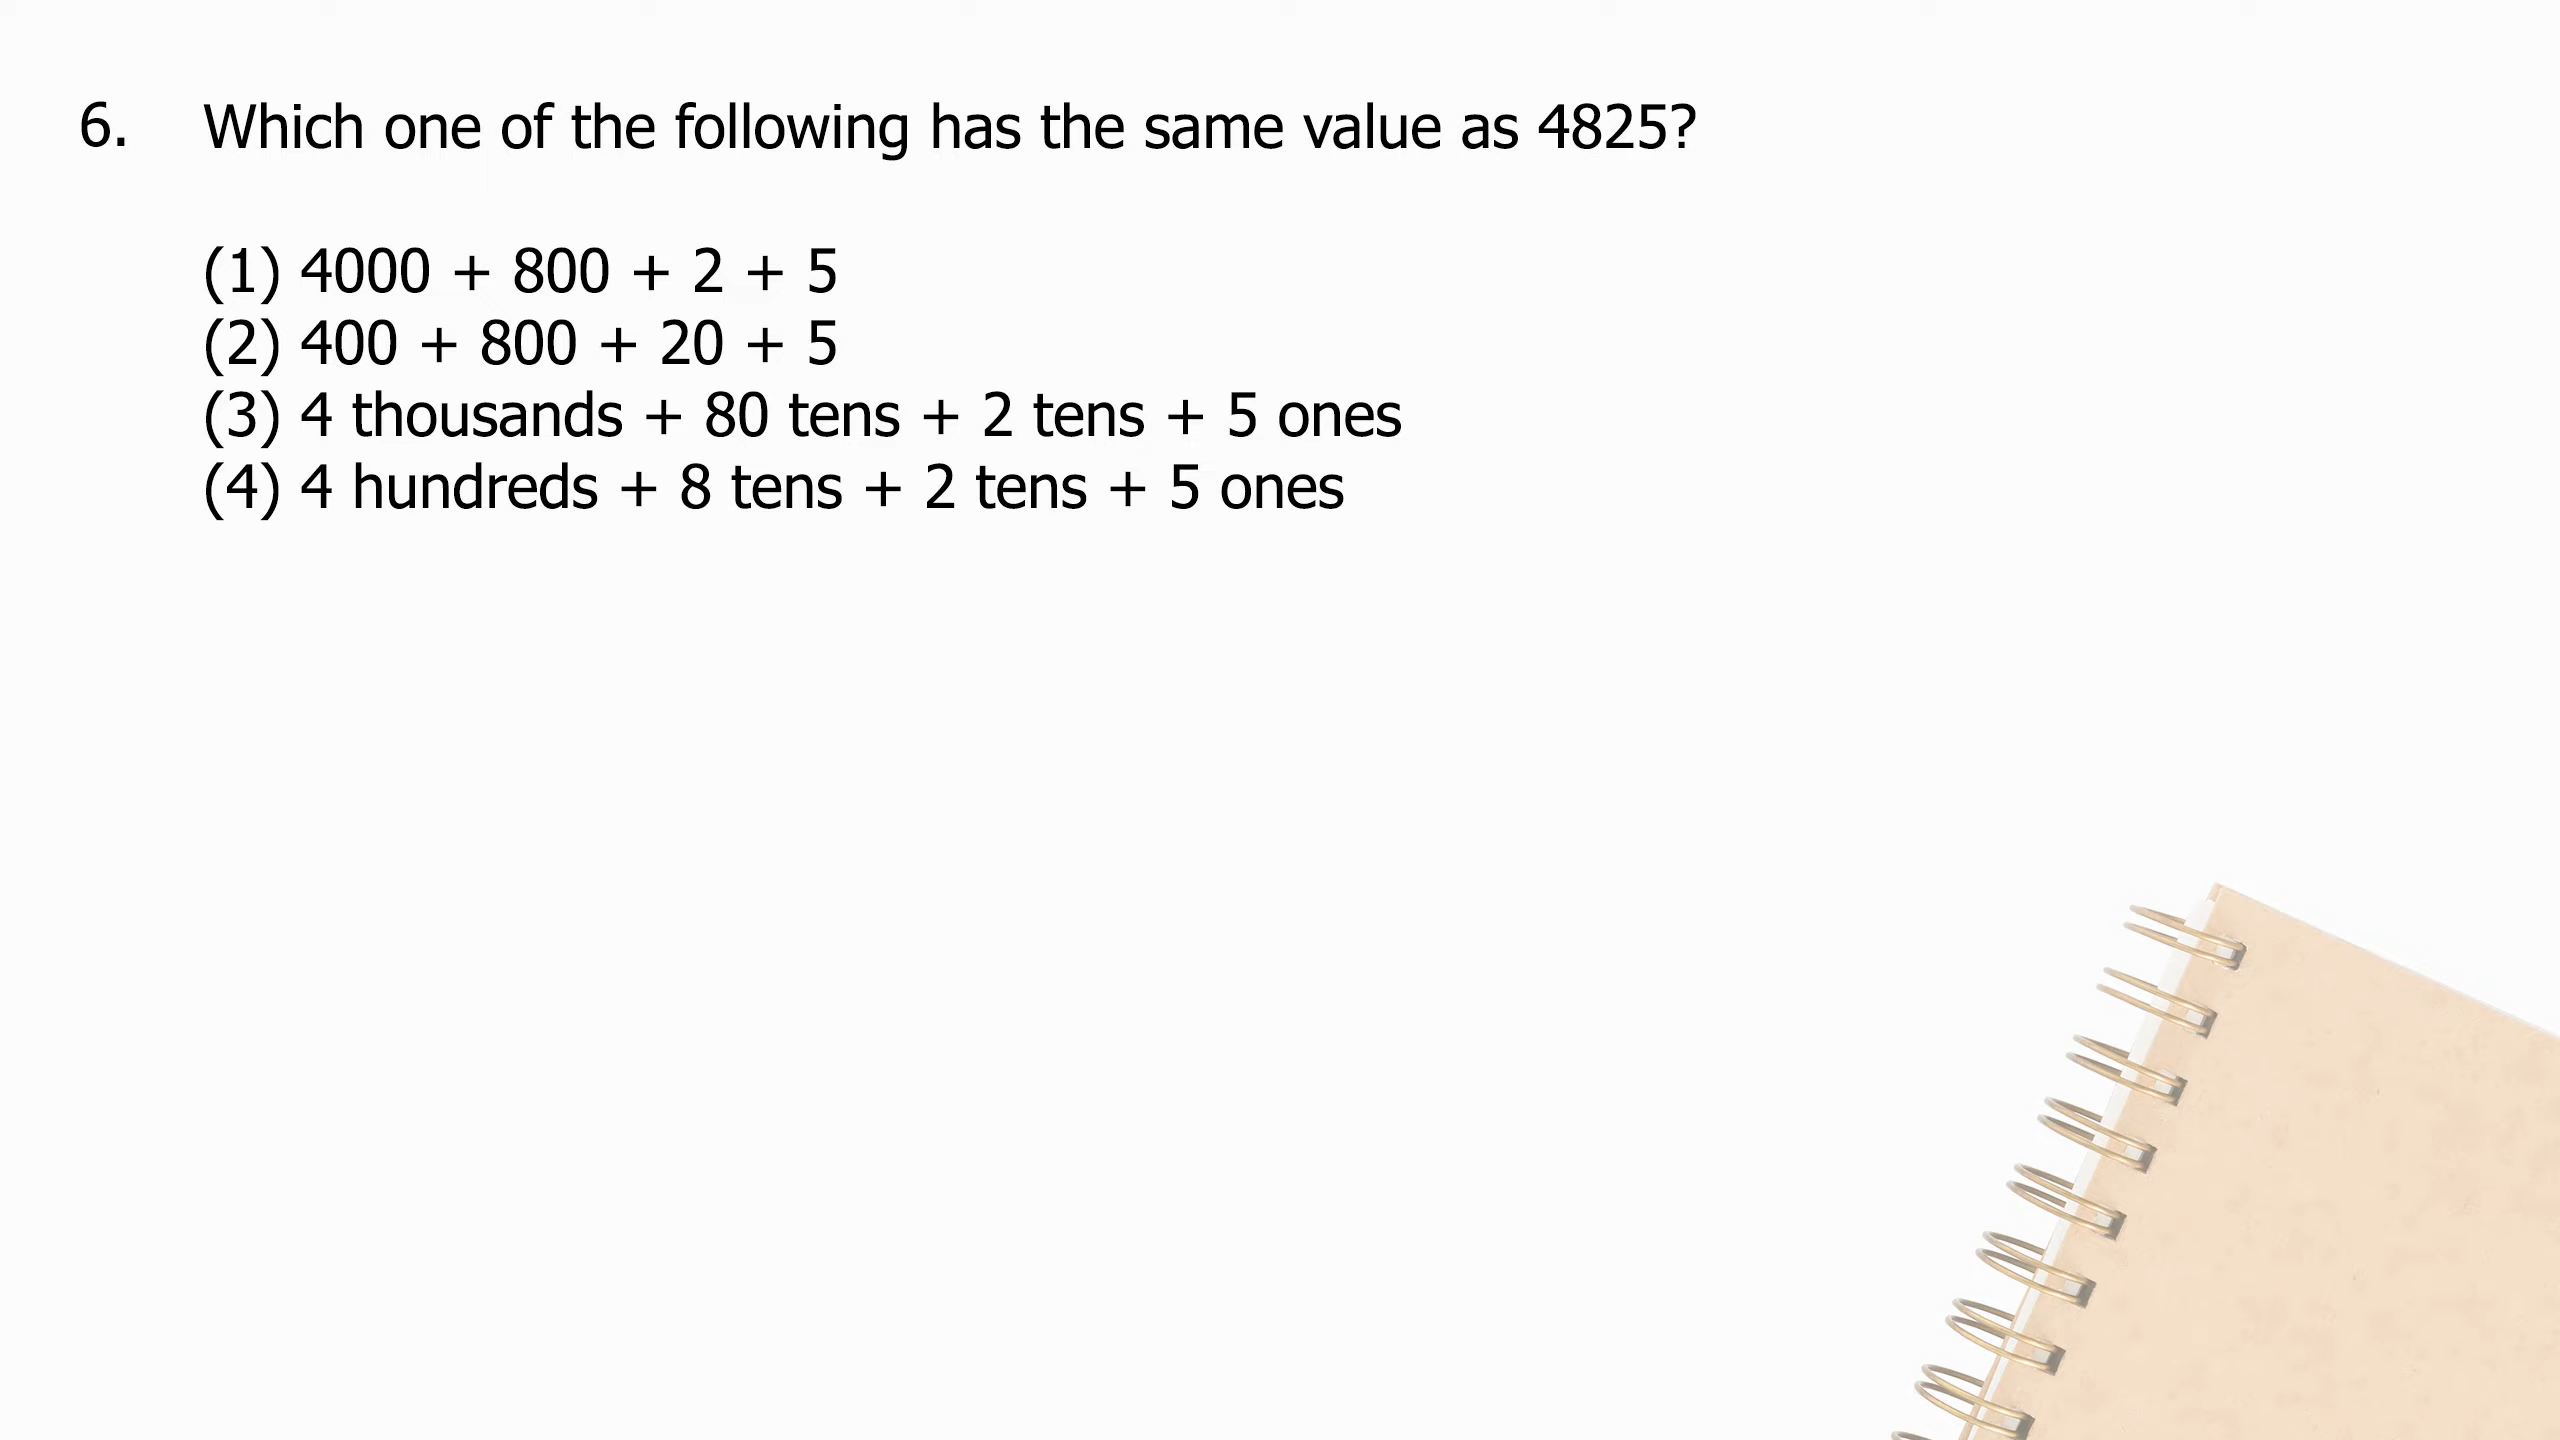 6. Which one of the following has the same value as 4825?
(1) 4000 + 800 + 2 + 5
(2) 400 + 800 + 20 + 5
(3) 4 thousands + 80 tens + 2 tens + 5 ones
(4) 4 hundreds + 8 tens + 2 tens + 5 ones